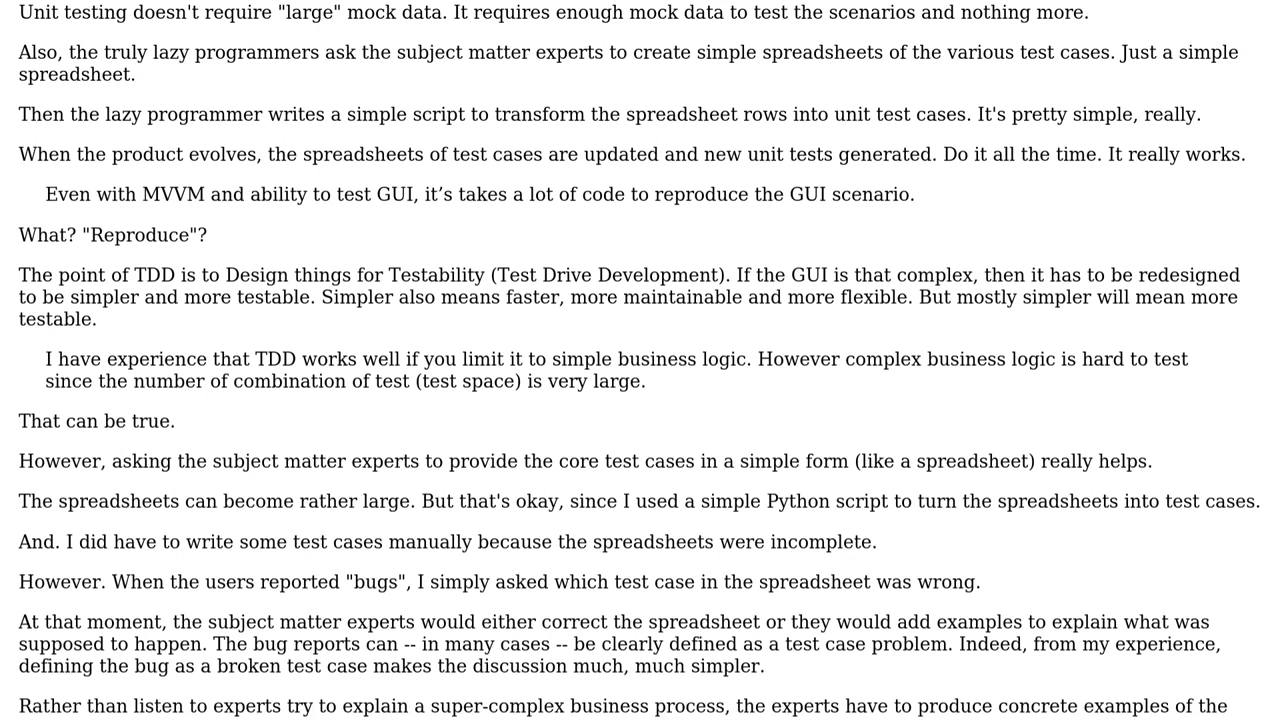 Unit testing doesn't require "large" mock data. It requires enough mock data to test the scenarios and nothing more.
Also, the truly lazy programmers ask the subject matter experts to create simple spreadsheets of the various test cases. Just a simple
spreadsheet.
Then the lazy programmer writes a simple script to transform the spreadsheet rows into unit test cases. It's pretty simple, really.
When the product evolves, the spreadsheets of test cases are updated and new unit tests generated. Do it all the time. It really works.
Even with MVVM and ability to test GUI, it’s takes a lot of code to reproduce the GUI scenario.
What? "Reproduce"?
The point of TDD is to Design things for Testability (Test Drive Development). If the GUI is that complex, then it has to be redesigned
to be simpler and more testable. Simpler also means faster, more maintainable and more flexible. But mostly simpler will mean more
testable.
I have experience that TDD works well if you limit it to simple business logic. However complex business logic is hard to test
since the number of combination of test (test space) is very large.
That can be true.
However, asking the subject matter experts to provide the core test cases in a simple form (like a spreadsheet) really helps.
The spreadsheets can become rather large. But that's okay, since I used a simple Python script to turn the spreadsheets into test cases.
And. I did have to write some test cases manually because the spreadsheets were incomplete.
However. When the users reported "bugs", I simply asked which test case in the spreadsheet was wrong.
At that moment, the subject matter experts would either correct the spreadsheet or they would add examples to explain what was
supposed to happen. The bug reports can -- in many cases -- be clearly defined as a test case problem. Indeed, from my experience,
defining the bug as a broken test case makes the discussion much, much simpler.
Rather than listen to experts try to explain a super-complex business process, the experts have to produce concrete examples of the